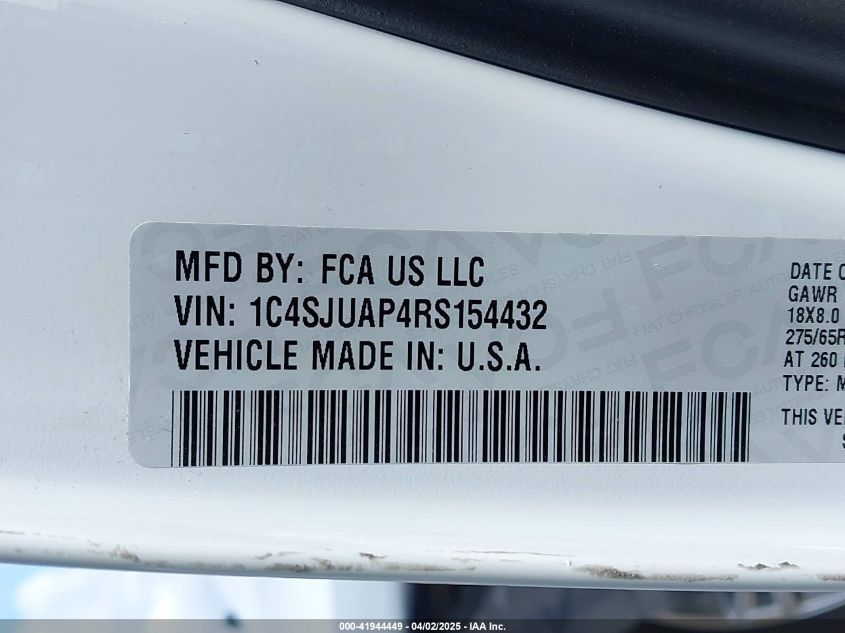 MFD BY: FCA US LLC
VIN: 1C4SJUAP4RS154432
VEHICLE MADE IN: U.S.A.
DATE O
GAWR
18X8.0
275/65R
AT 260
TYPE: M
THIS VE
000-41944449 - 04/02/2025 - IAA Inc.